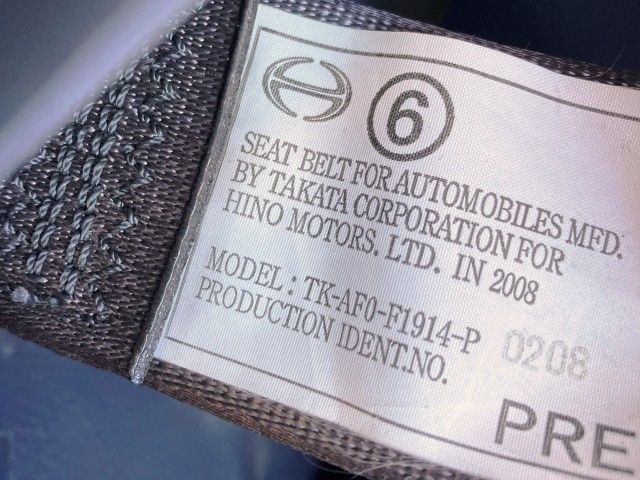 6
SEAT BELT FOR AUTOMOBILES MFD.
BY TAKATA CORPORATION FOR
HINO MOTORS, LTD. IN 2008
MODEL : TK-AF0-F1914-P
PRODUCTION IDENT.NO. 0208
PRE